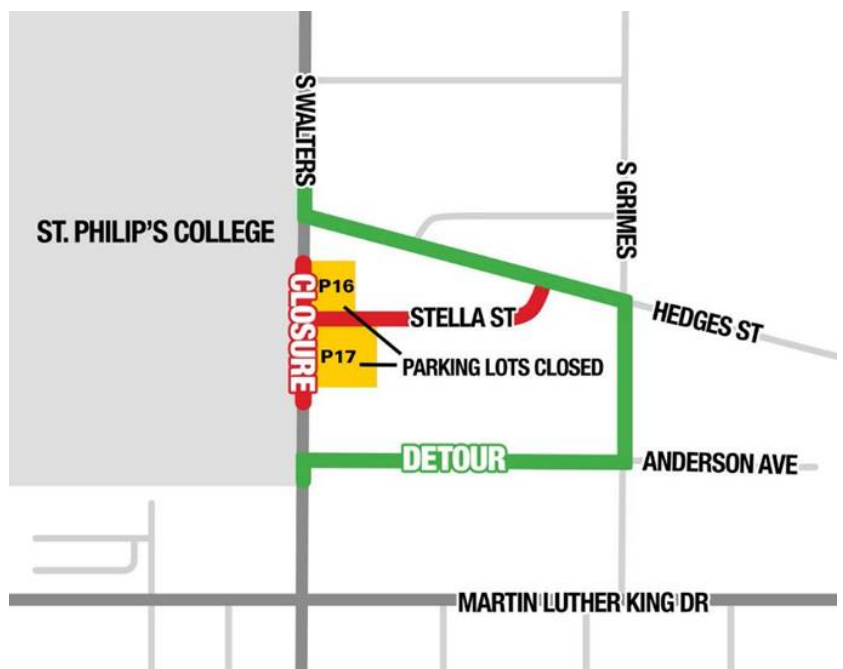 S WALTERS
S GRIMES
ST. PHILIP'S COLLEGE
CLOSURE
P16
STELLA ST
HEDGES ST
P17
PARKING LOTS CLOSED
DETOUR
ANDERSON AVE
MARTIN LUTHER KING DR